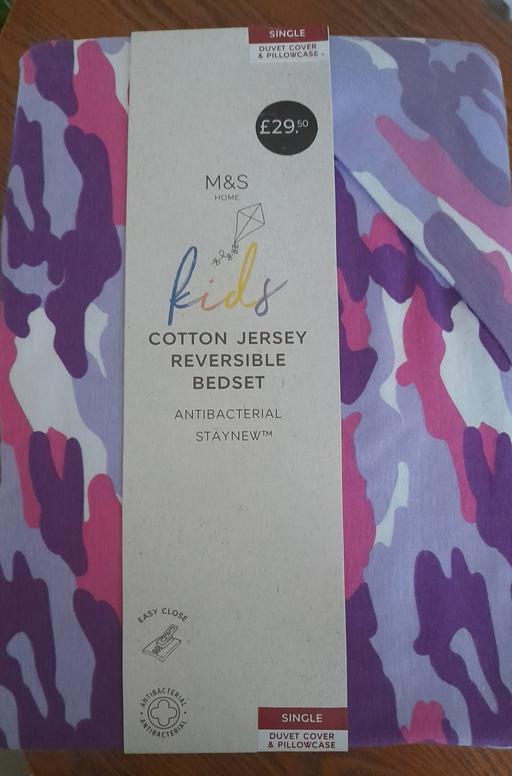 SINGLE
DUVET COVER
& PILLOWCASE
£29.50
M&S
HOME
kids
COTTON JERSEY
REVERSIBLE
BEDSET
ANTIBACTERIAL
STAYNEW™
EASY CLOSE
ANTIBACTERIAL
ANTIBACTERIAL
SINGLE
DUVET COVER
& PILLOWCASE